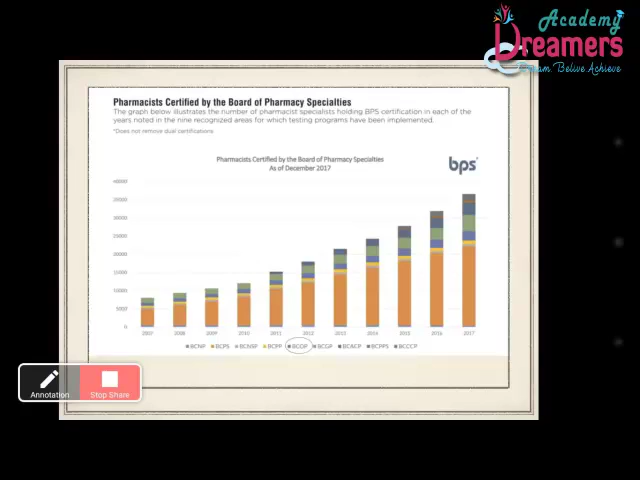 Academy
Dreamers
Dream Belive Achieve
Pharmacists Certified by the Board of Pharmacy Specialties
The graph below illustrates the number of pharmacist specialists holding BPS certification in each of the
years noted in the nine recognized areas for which testing programs have been implemented.
*Does not remove dual certifications
Pharmacists Certified by the Board of Pharmacy Specialties
As of December 2017
bps
40000
35000
30000
25000
20000
15000
10000
5000
0
2007 2008 2009 2010 2011 2012 2013 2014 2015 2016 2017
BCNP BCPS BCNSP BCPP BCOP BCGP BCACP BCPPS BCCCP
Annotation Stop Share